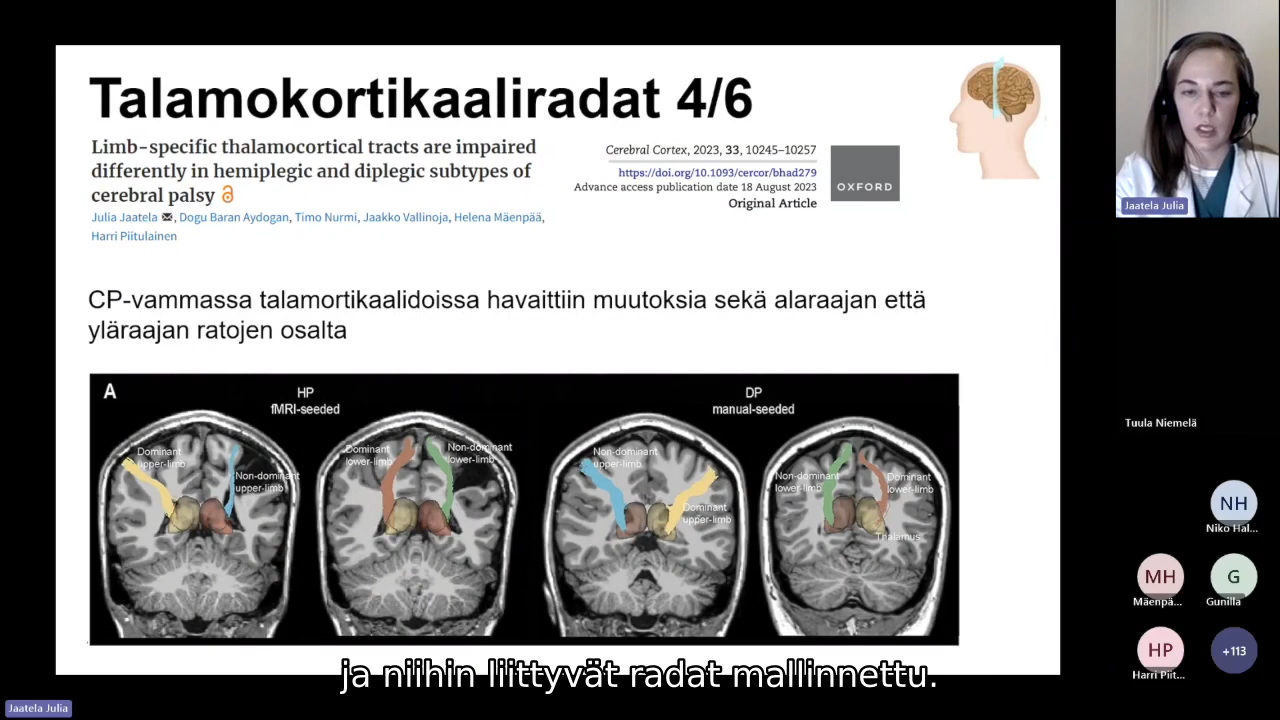 Talamokortikaaliradat 4/6
Limb-specific thalamocortical tracts are impaired
differently in hemiplegic and diplegic subtypes of
cerebral palsy
Julia Jaatela, Dogu Baran Aydogan, Timo Nurmi, Jaakko Vallinoja, Helena Mäenpää,
Harri Piitulainen
Cerebral Cortex, 2023, 33, 10245–10257
https://doi.org/10.1093/cercor/bhad279
Advance access publication date 18 August 2023
Original Article
OXFORD
CP-vammassa talamortikaalidoissa havaittiin muutoksia sekä alaraajan että
yläraajan ratojen osalta
A
HP
fMRI-seeded
DP
manual-seeded
Dominant
upper-limb
Non-dominant
upper-limb
Dominant
lower-limb
Non-dominant
lower-limb
Non-dominant
upper-limb
Dominant
upper-limb
Non-dominant
lower-limb
Dominant
lower-limb
Thalamus
ja niihin liittyvät radat mallinnettu.
Jaatela Julia
Jaatela Julia
Tuula Niemelä
NH
Niko Hal...
MH
Mäenpä...
G
Gunilla
HP
Harri Piit...
+113